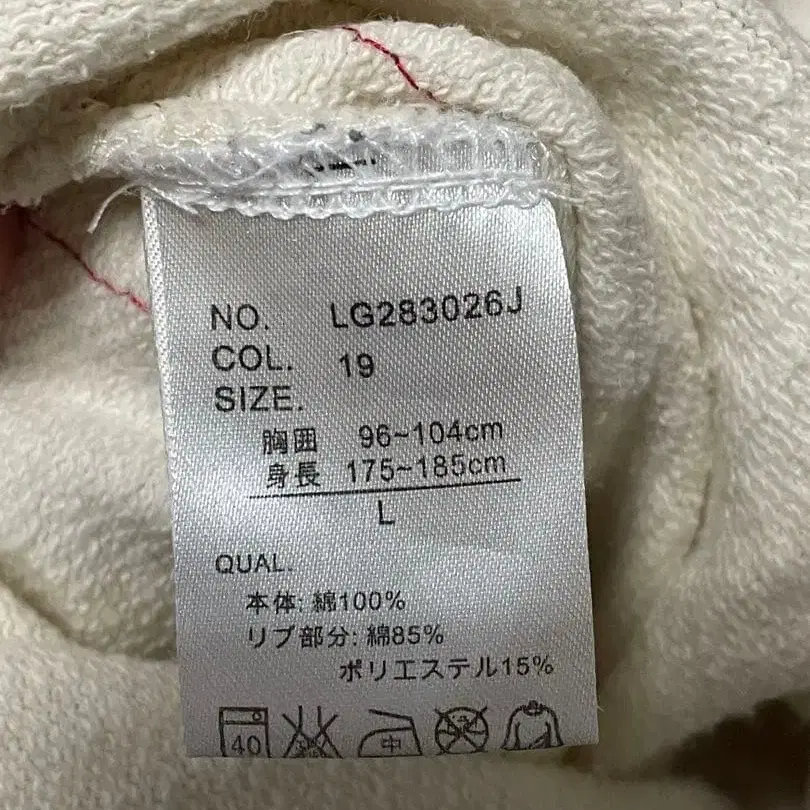 NO. LG283026J
COL. 19
SIZE.
胸囲 96~104cm
身長 175~185cm
L
QUAL.
本体: 綿100%
リブ部分: 綿85%
ポリエステル15%
40 中